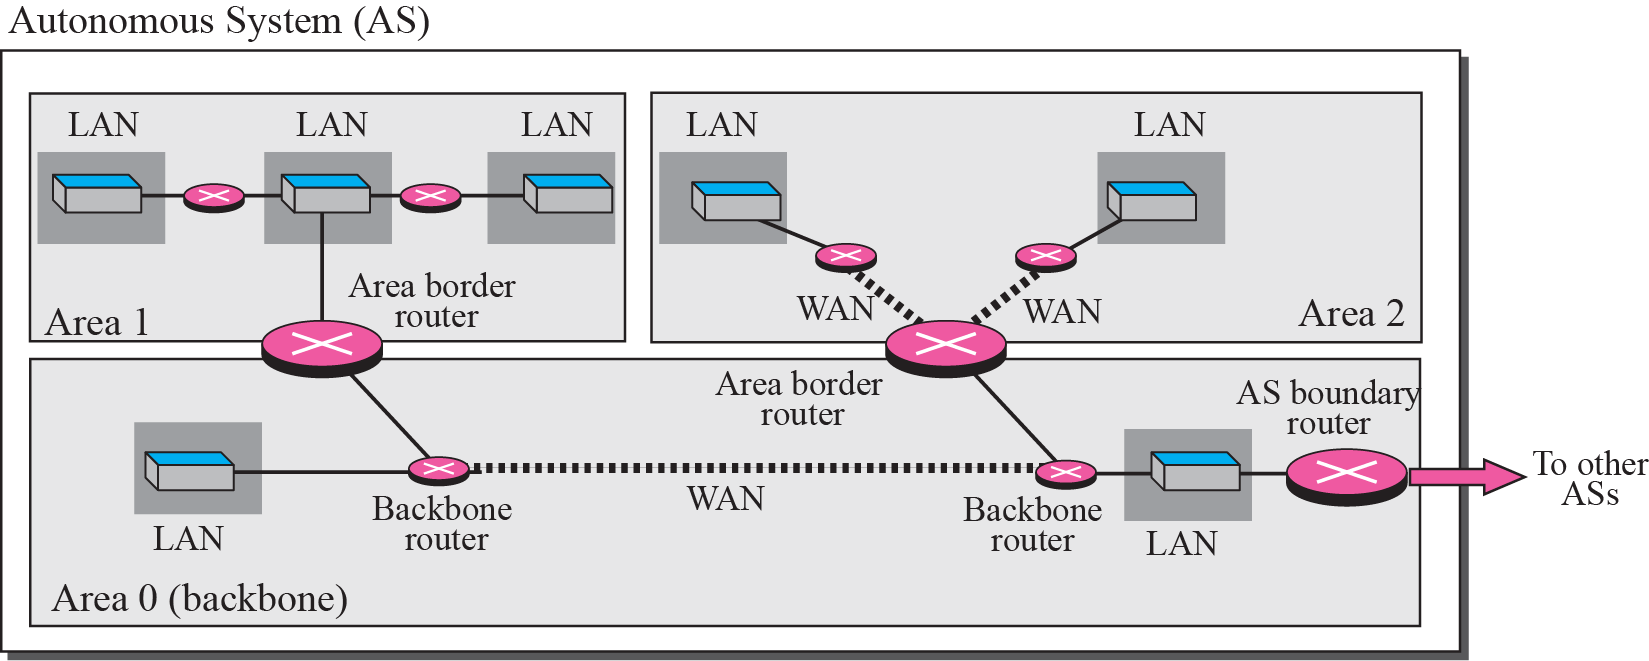 Autonomous System (AS)
LAN
LAN
LAN
Area border
router
Area 1
LAN
LAN
WAN
WAN
Area 2
Area border
router
AS boundary
router
To other
ASs
LAN
Backbone
router
WAN
Backbone
router
LAN
Area 0 (backbone)